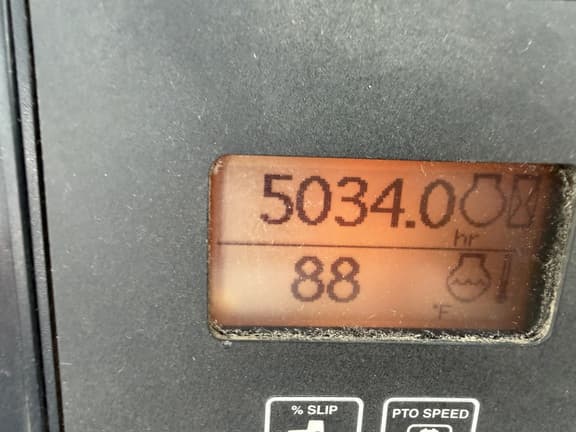 5034.0
hr
88
°F
% SLIP
PTO SPEED